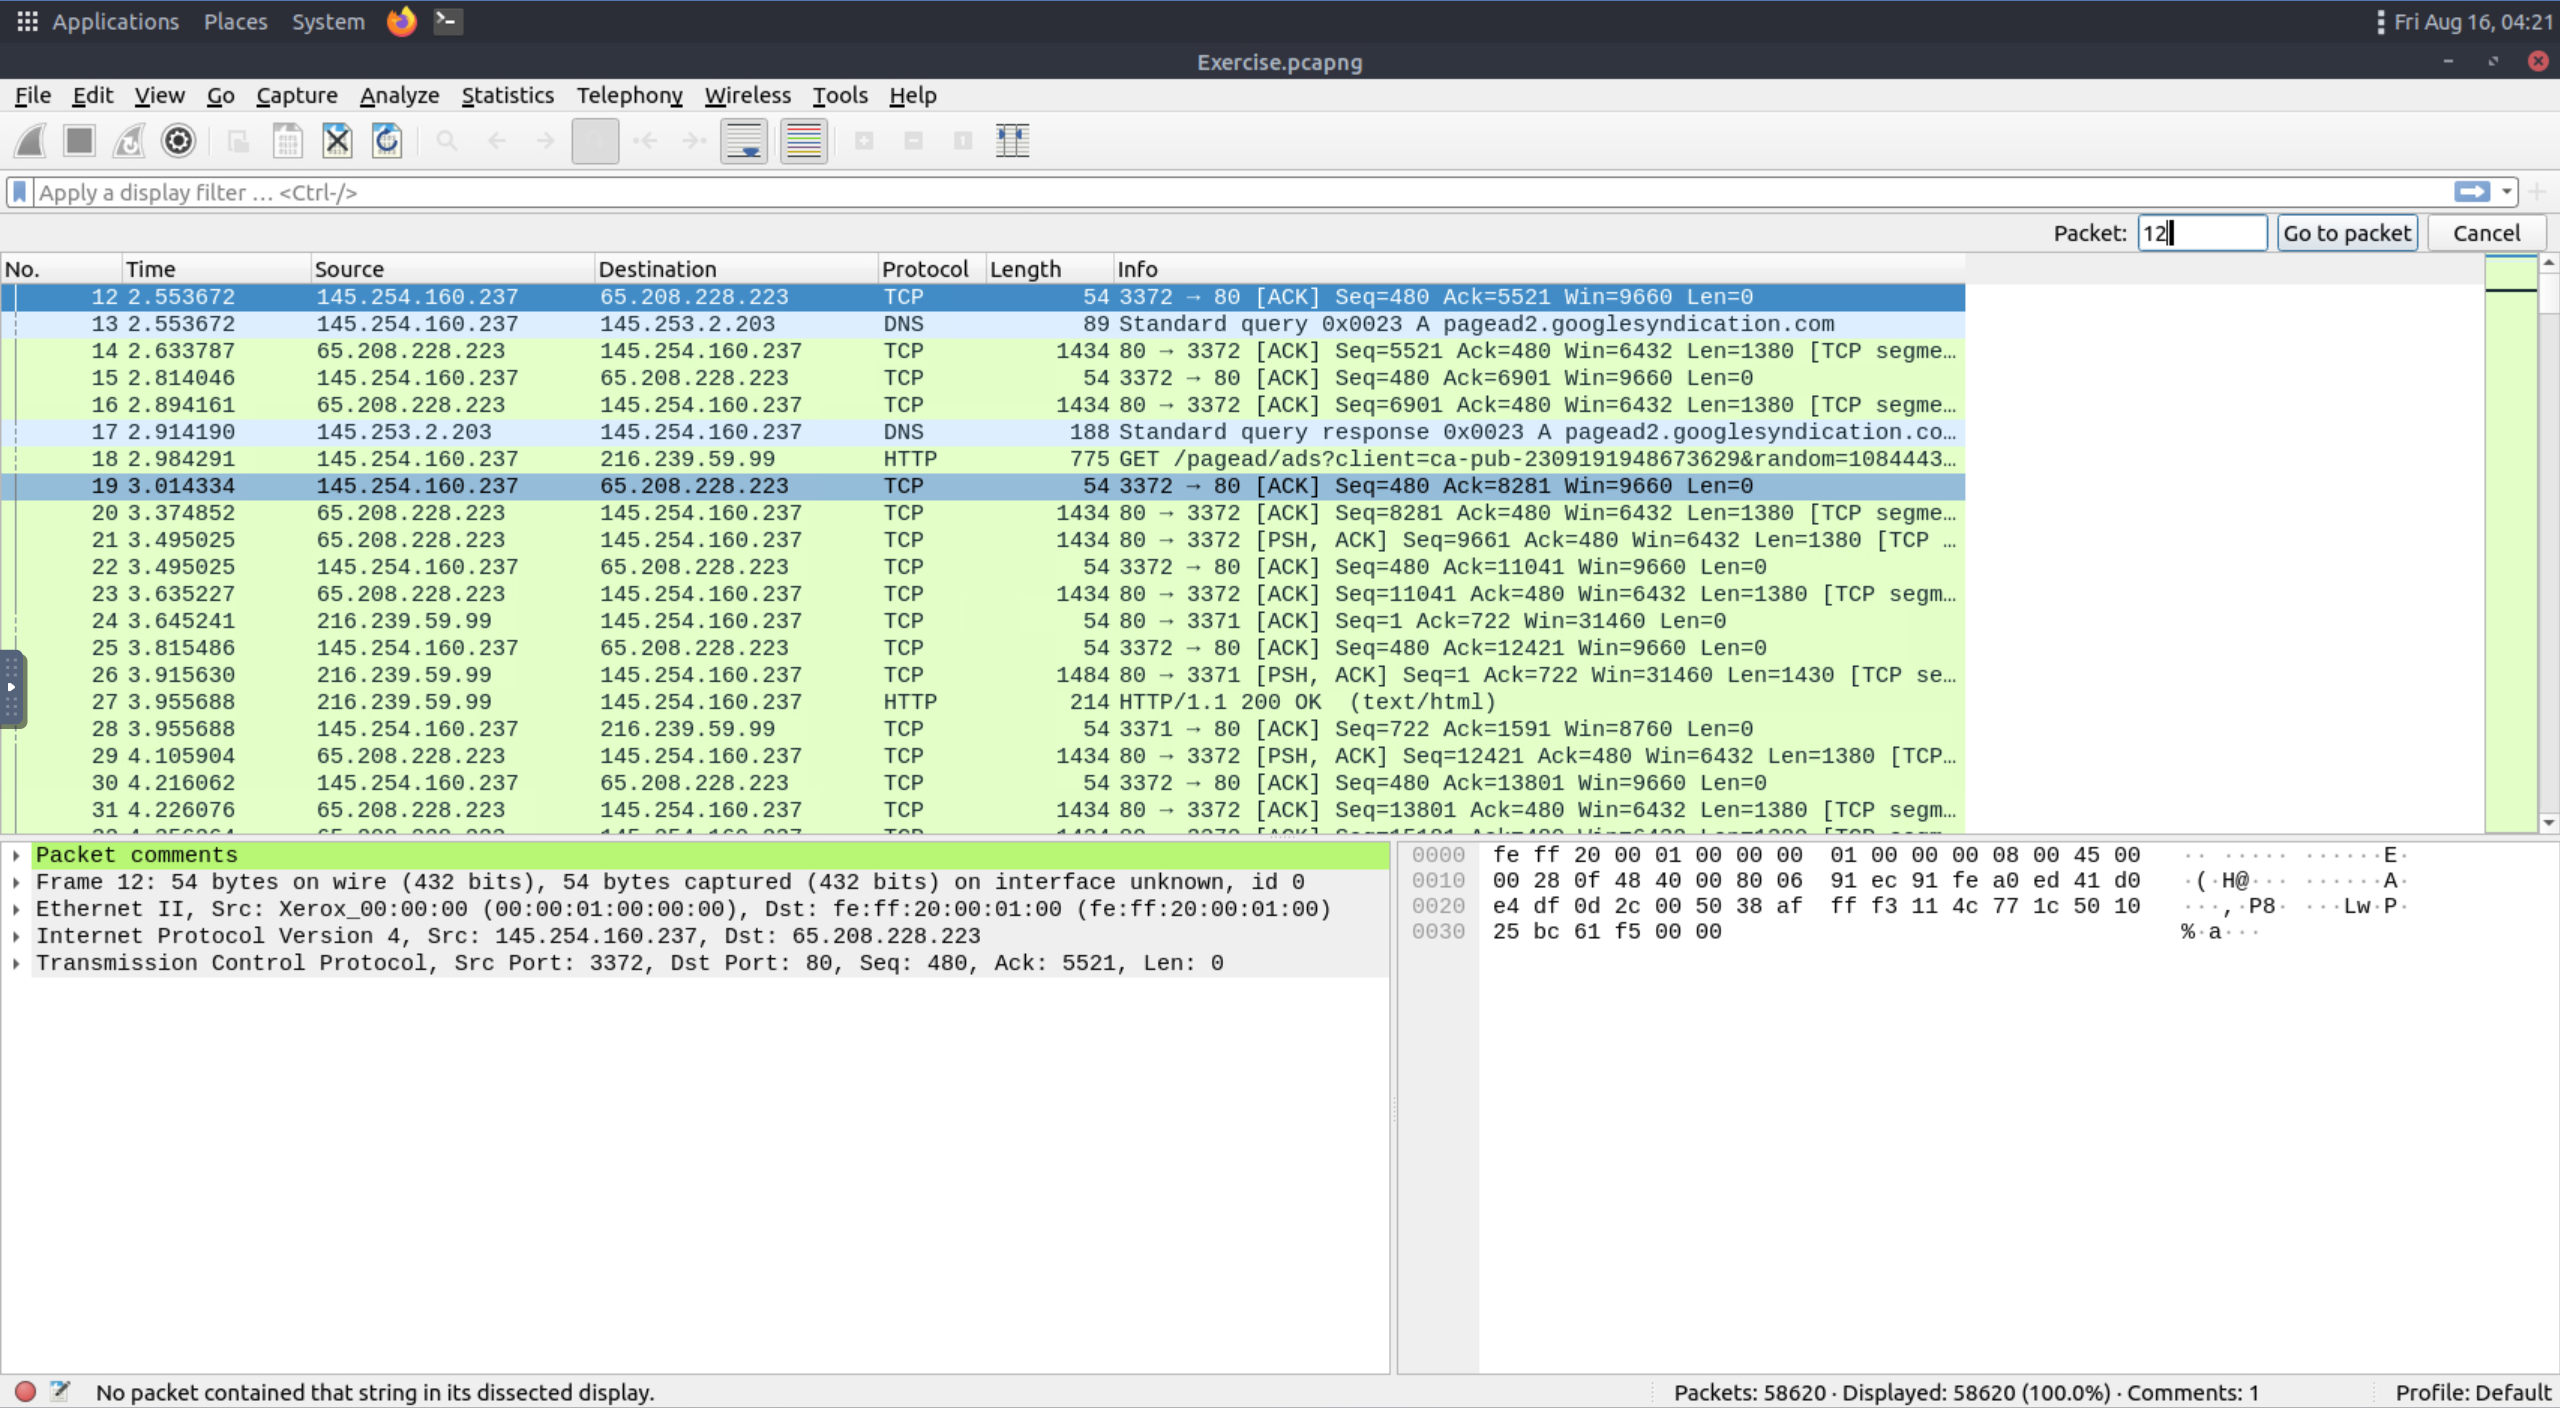 Applications Places System Fri Aug 16, 04:21
Exercise.pcapng
File Edit View Go Capture Analyze Statistics Telephony Wireless Tools Help
Apply a display filter … <Ctrl-/>
Packet: 12 Go to packet Cancel
No. Time Source Destination Protocol Length Info
12 2.553672 145.254.160.237 65.208.228.223 TCP 54 3372 → 80 [ACK] Seq=480 Ack=5521 Win=9660 Len=0
13 2.553672 145.254.160.237 145.253.2.203 DNS 89 Standard query 0x0023 A pagead2.googlesyndication.com
14 2.633787 65.208.228.223 145.254.160.237 TCP 1434 80 → 3372 [ACK] Seq=5521 Ack=480 Win=6432 Len=1380 [TCP segme…
15 2.814046 145.254.160.237 65.208.228.223 TCP 54 3372 → 80 [ACK] Seq=480 Ack=6901 Win=9660 Len=0
16 2.894161 65.208.228.223 145.254.160.237 TCP 1434 80 → 3372 [ACK] Seq=6901 Ack=480 Win=6432 Len=1380 [TCP segme…
17 2.914190 145.253.2.203 145.254.160.237 DNS 188 Standard query response 0x0023 A pagead2.googlesyndication.co…
18 2.984291 145.254.160.237 216.239.59.99 HTTP 775 GET /pagead/ads?client=ca-pub-2309191948673629&random=1084443…
19 3.014334 145.254.160.237 65.208.228.223 TCP 54 3372 → 80 [ACK] Seq=480 Ack=8281 Win=9660 Len=0
20 3.374852 65.208.228.223 145.254.160.237 TCP 1434 80 → 3372 [ACK] Seq=8281 Ack=480 Win=6432 Len=1380 [TCP segme…
21 3.495025 65.208.228.223 145.254.160.237 TCP 1434 80 → 3372 [PSH, ACK] Seq=9661 Ack=480 Win=6432 Len=1380 [TCP …
22 3.495025 145.254.160.237 65.208.228.223 TCP 54 3372 → 80 [ACK] Seq=480 Ack=11041 Win=9660 Len=0
23 3.635227 65.208.228.223 145.254.160.237 TCP 1434 80 → 3372 [ACK] Seq=11041 Ack=480 Win=6432 Len=1380 [TCP segm…
24 3.645241 216.239.59.99 145.254.160.237 TCP 54 80 → 3371 [ACK] Seq=1 Ack=722 Win=31460 Len=0
25 3.815486 145.254.160.237 65.208.228.223 TCP 54 3372 → 80 [ACK] Seq=480 Ack=12421 Win=9660 Len=0
26 3.915630 216.239.59.99 145.254.160.237 TCP 1484 80 → 3371 [PSH, ACK] Seq=1 Ack=722 Win=31460 Len=1430 [TCP se…
27 3.955688 216.239.59.99 145.254.160.237 HTTP 214 HTTP/1.1 200 OK (text/html)
28 3.955688 145.254.160.237 216.239.59.99 TCP 54 3371 → 80 [ACK] Seq=722 Ack=1591 Win=8760 Len=0
29 4.105904 65.208.228.223 145.254.160.237 TCP 1434 80 → 3372 [PSH, ACK] Seq=12421 Ack=480 Win=6432 Len=1380 [TCP…
30 4.216062 145.254.160.237 65.208.228.223 TCP 54 3372 → 80 [ACK] Seq=480 Ack=13801 Win=9660 Len=0
31 4.226076 65.208.228.223 145.254.160.237 TCP 1434 80 → 3372 [ACK] Seq=13801 Ack=480 Win=6432 Len=1380 [TCP segm…
Packet comments
Frame 12: 54 bytes on wire (432 bits), 54 bytes captured (432 bits) on interface unknown, id 0
Ethernet II, Src: Xerox_00:00:00 (00:00:01:00:00:00), Dst: fe:ff:20:00:01:00 (fe:ff:20:00:01:00)
Internet Protocol Version 4, Src: 145.254.160.237, Dst: 65.208.228.223
Transmission Control Protocol, Src Port: 3372, Dst Port: 80, Seq: 480, Ack: 5521, Len: 0
0000 fe ff 20 00 01 00 00 00 01 00 00 00 08 00 45 00 ·· ····· ······E·
0010 00 28 0f 48 40 00 80 06 91 ec 91 fe a0 ed 41 d0 ·(·H@··· ······A·
0020 e4 df 0d 2c 00 50 38 af ff f3 11 4c 77 1c 50 10 ···,·P8· ···Lw·P·
0030 25 bc 61 f5 00 00 %·a···
No packet contained that string in its dissected display.
Packets: 58620 · Displayed: 58620 (100.0%) · Comments: 1
Profile: Default